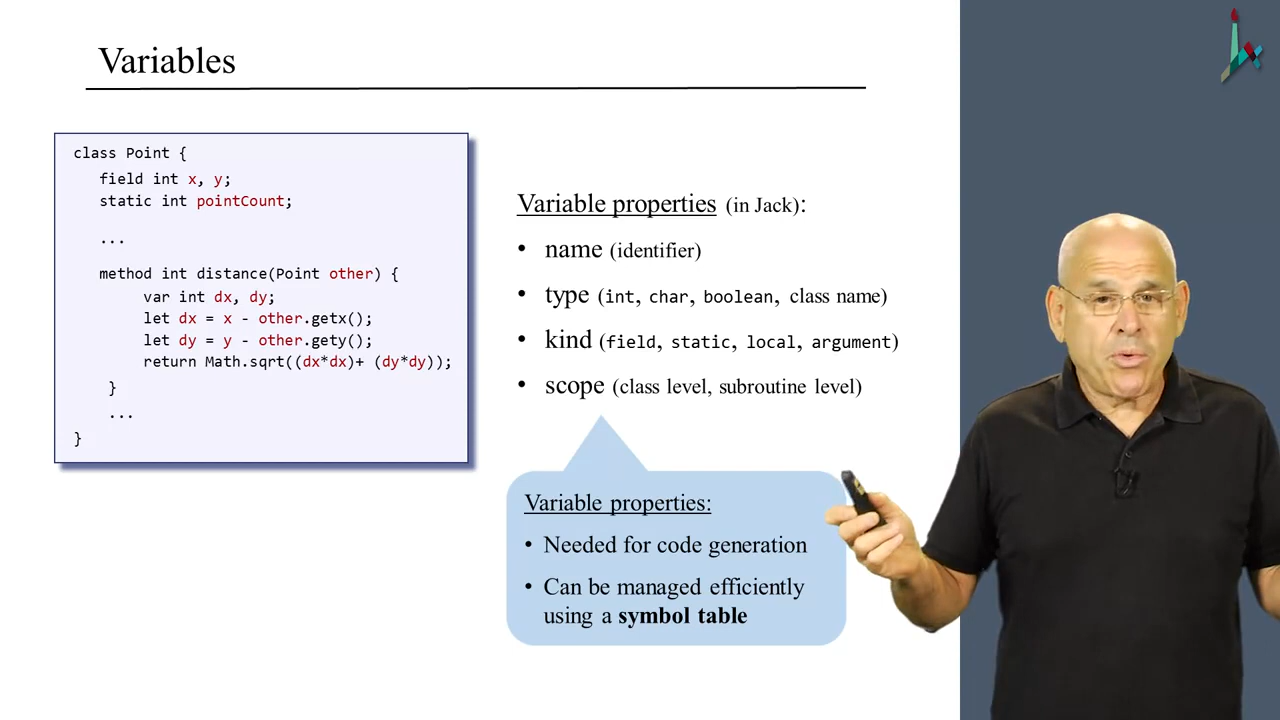 Variables
class Point {
field int x, y;
static int pointCount;
...
method int distance(Point other) {
var int dx, dy;
let dx = x - other.getx();
let dy = y - other.gety();
return Math.sqrt((dx*dx)+ (dy*dy));
}
...
}
Variable properties (in Jack):
• name (identifier)
• type (int, char, boolean, class name)
• kind (field, static, local, argument)
• scope (class level, subroutine level)
Variable properties:
• Needed for code generation
• Can be managed efficiently
using a symbol table